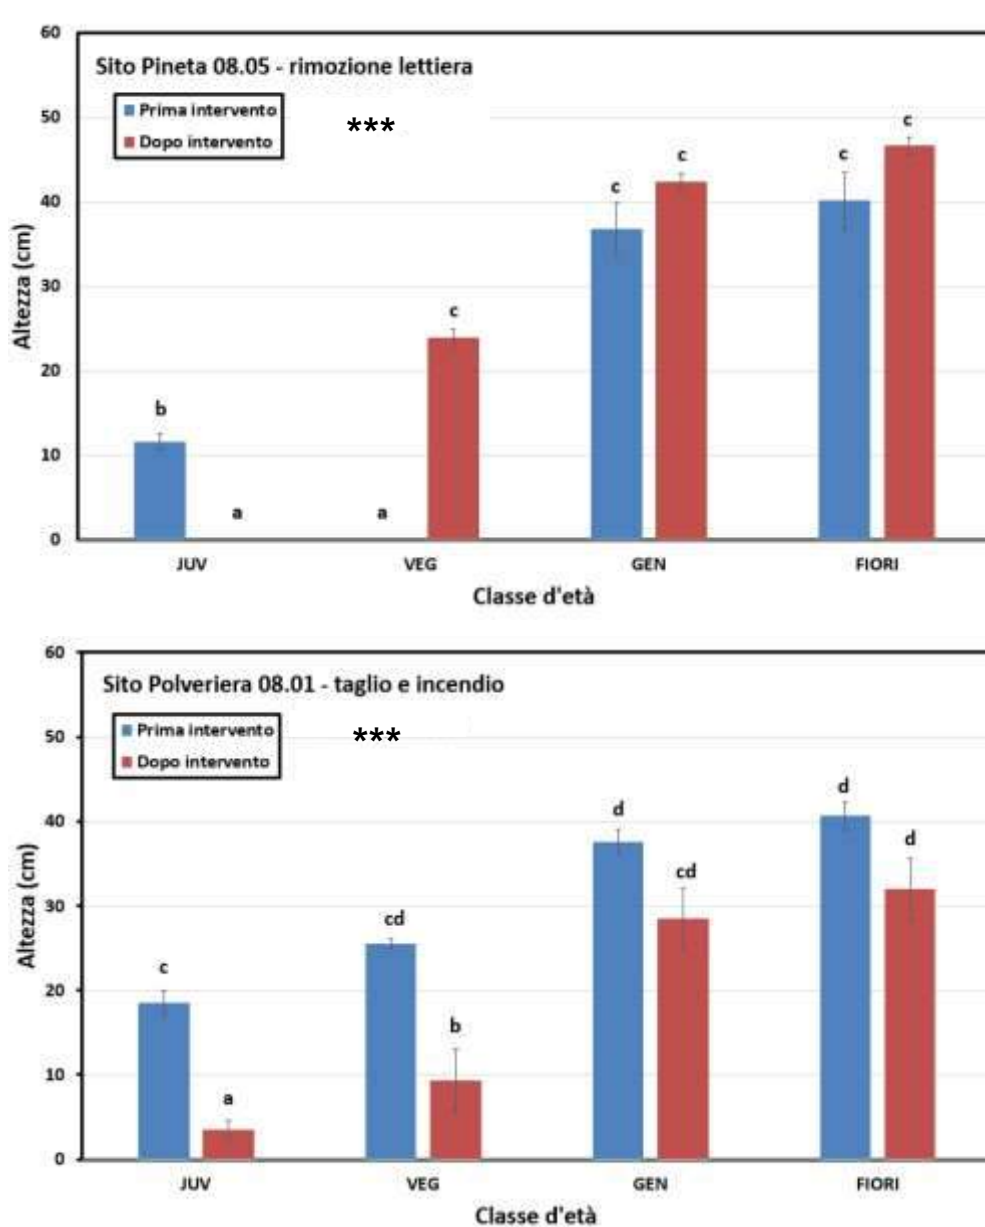 60
Sito Pineta 08.05 - rimozione lettiera
Prima intervento
***
Dopo intervento
50
40
30
20
10
0
Altezza (cm)
b
a
a
c
c
c
c
c
JUV
VEG
GEN
FIORI
Classe d'età
60
Sito Polveriera 08.01 - taglio e incendio
Prima intervento
***
Dopo intervento
50
40
30
20
10
0
Altezza (cm)
c
a
cd
b
d
cd
d
d
JUV
VEG
GEN
FIORI
Classe d'età